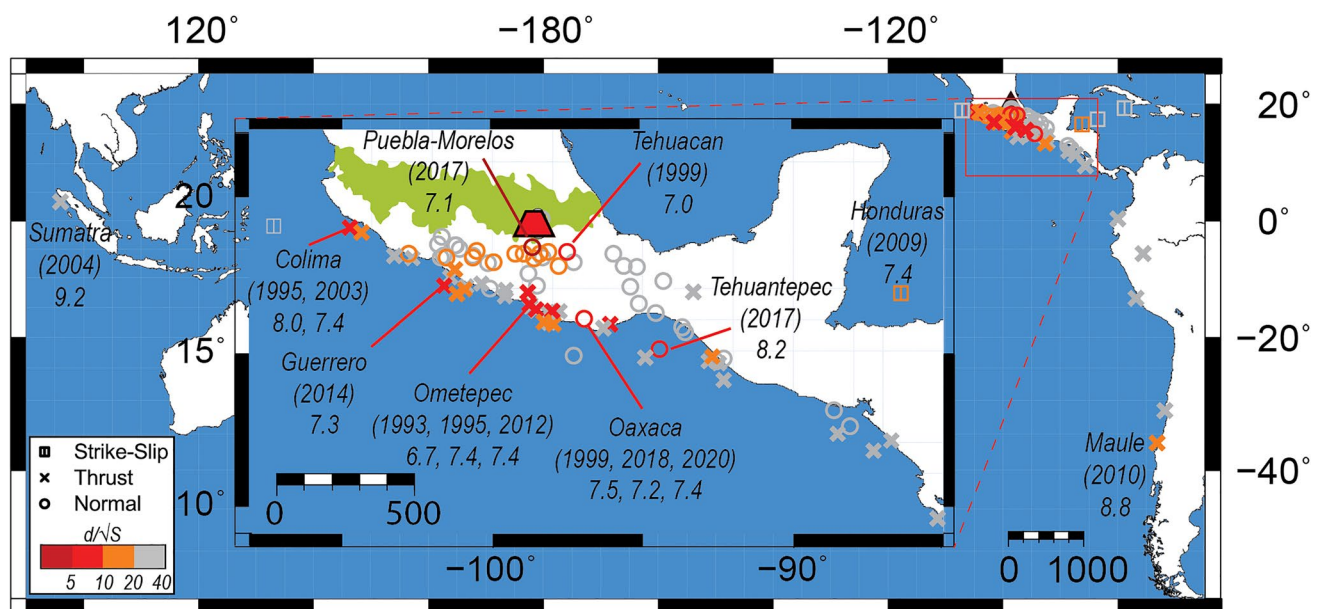 120° −180° −120°
20°
0°
−20°
−40°
Sumatra
(2004)
9.2
20°
15°
10°
Puebla-Morelos
(2017)
7.1
Tehuacan
(1999)
7.0
Honduras
(2009)
7.4
Colima
(1995, 2003)
8.0, 7.4
Tehuantepec
(2017)
8.2
Guerrero
(2014)
7.3
Ometepec
(1993, 1995, 2012)
6.7, 7.4, 7.4
Oaxaca
(1999, 2018, 2020)
7.5, 7.2, 7.4
0 500
−100° −90°
Maule
(2010)
8.8
0 1000
Strike-Slip
Thrust
Normal
d/√S
5 10 20 40